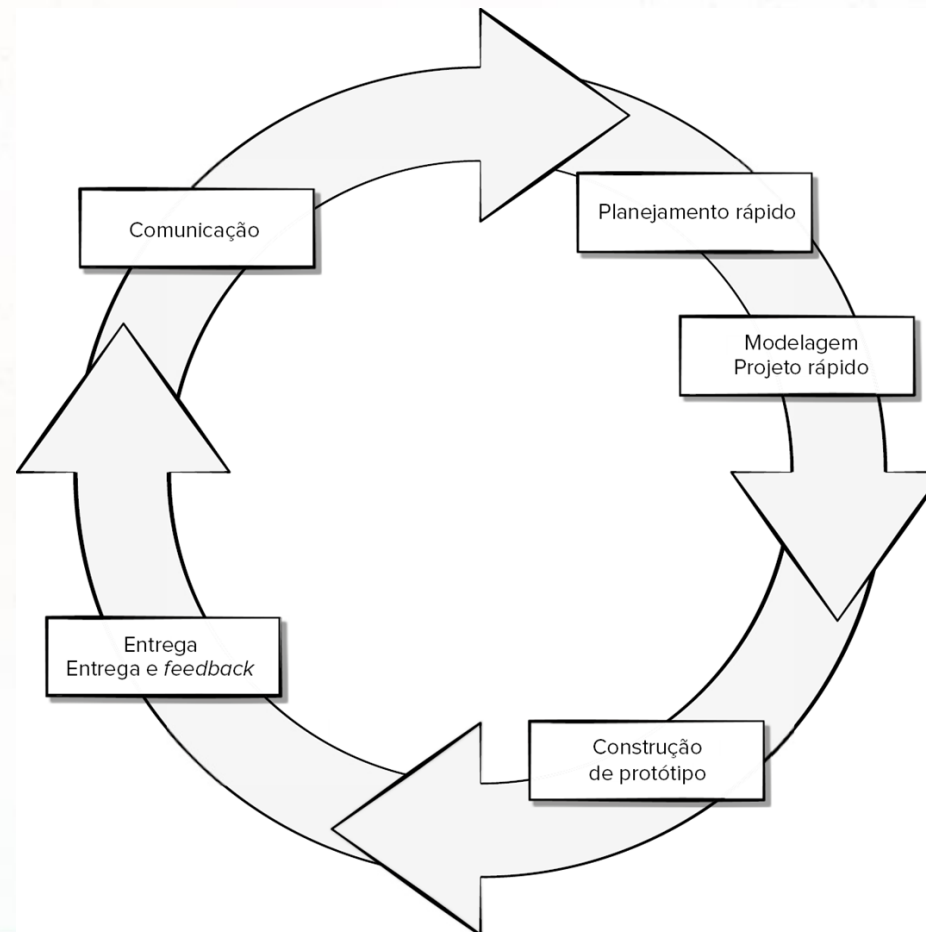 Comunicação
Planejamento rápido
Modelagem
Projeto rápido
Construção
de protótipo
Entrega
Entrega e feedback